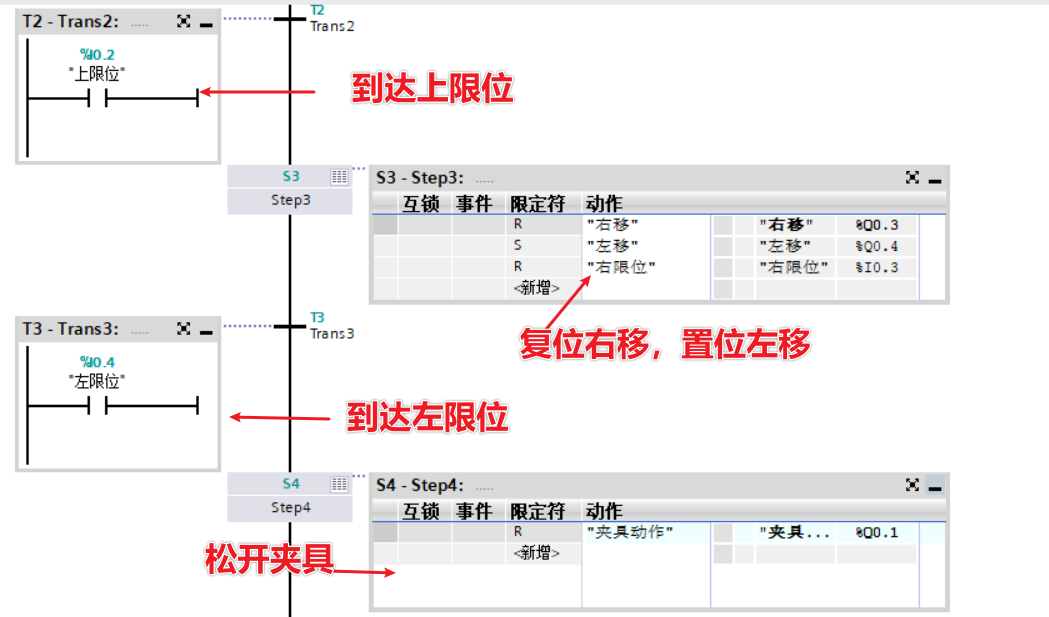 T2 - Trans2: .....
T2
Trans2
%I0.2
"上限位"
到达上限位
S3
Step3
S3 - Step3: .....
互锁 事件 限定符 动作
R "右移" "右移" %Q0.3
S "左移" "左移" %Q0.4
R "右限位" "右限位" %I0.3
<新增>
复位右移，置位左移
T3 - Trans3: .....
T3
Trans3
%I0.4
"左限位"
到达左限位
S4
Step4
S4 - Step4: .....
互锁 事件 限定符 动作
R "夹具动作" "夹具... %Q0.1
<新增>
松开夹具